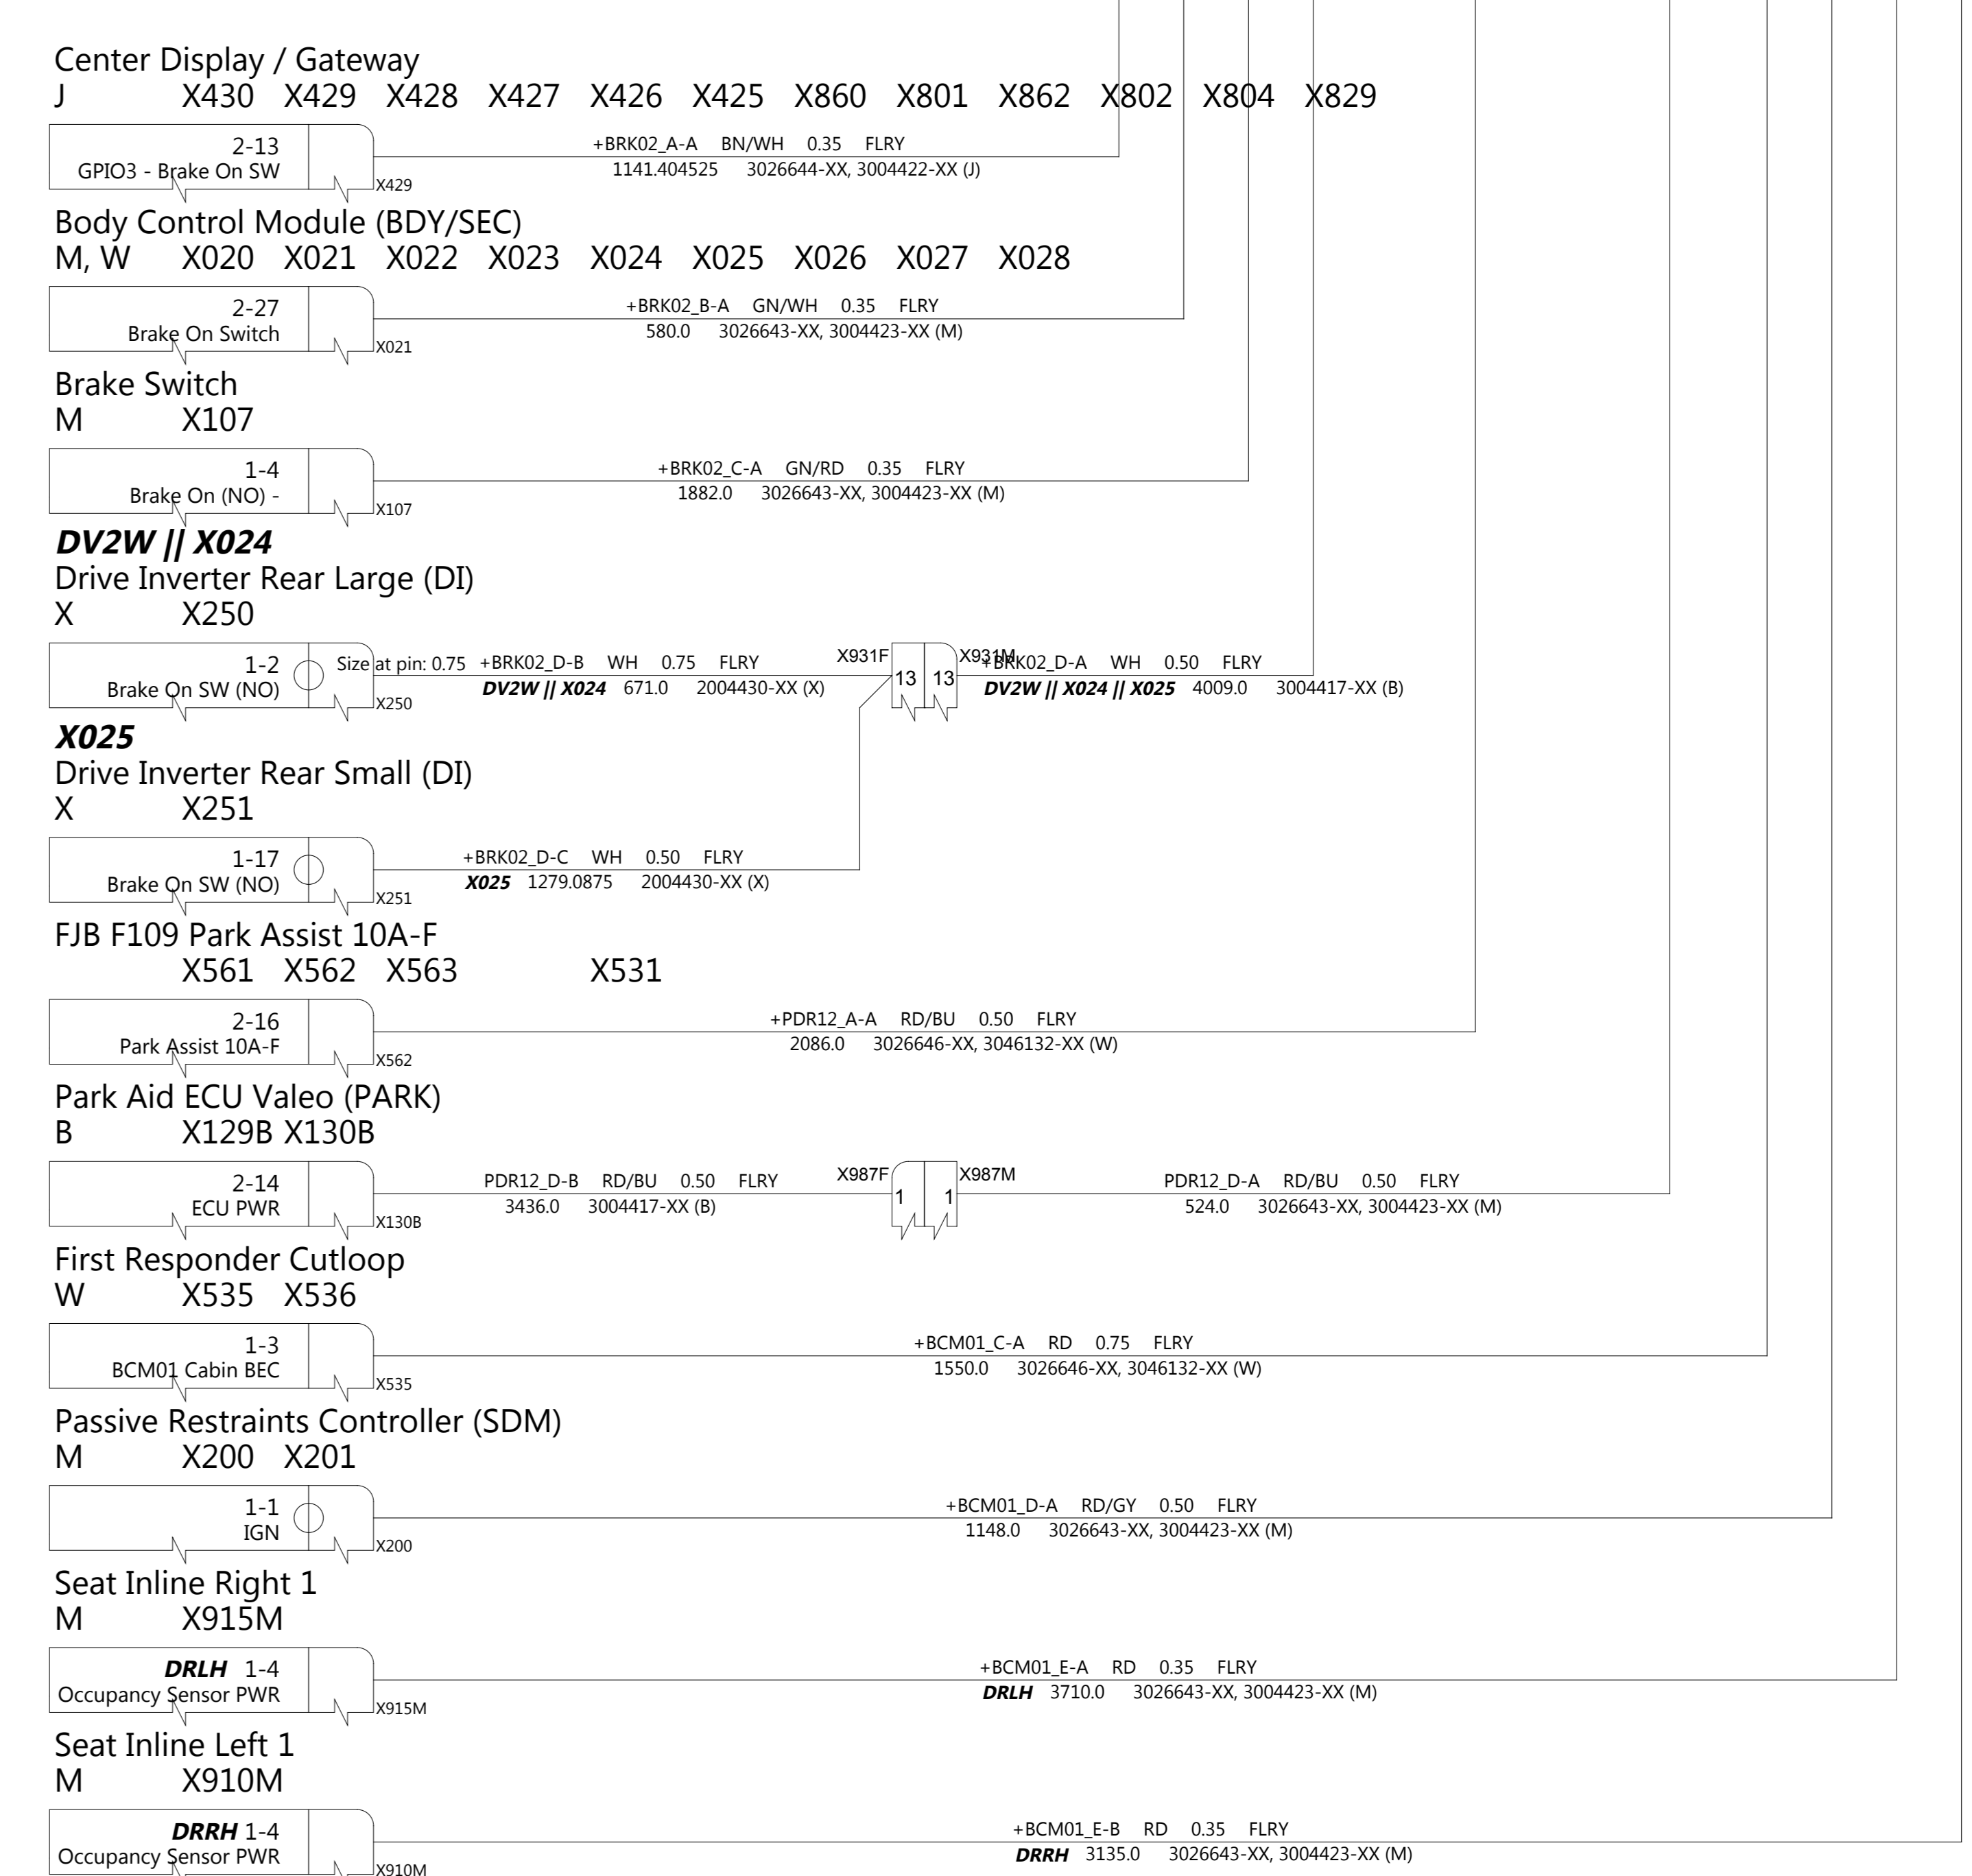 Center Display / Gateway
J X430 X429 X428 X427 X426 X425 X860 X801 X862 X802 X804 X829
2-13
GPIO3 - Brake On SW
X429
+BRK02_A-A BN/WH 0.35 FLRY
1141.404525 3026644-XX, 3004422-XX (J)
Body Control Module (BDY/SEC)
M, W X020 X021 X022 X023 X024 X025 X026 X027 X028
2-27
Brake On Switch
X021
+BRK02_B-A GN/WH 0.35 FLRY
580.0 3026643-XX, 3004423-XX (M)
Brake Switch
M X107
1-4
Brake On (NO) -
X107
+BRK02_C-A GN/RD 0.35 FLRY
1882.0 3026643-XX, 3004423-XX (M)
DV2W || X024
Drive Inverter Rear Large (DI)
X X250
1-2
Brake On SW (NO)
X250
Size at pin: 0.75 +BRK02_D-B WH 0.75 FLRY
DV2W || X024 671.0 2004430-XX (X)
X931F
13
13
X931M
+BRK02_D-A WH 0.50 FLRY
DV2W || X024 || X025 4009.0 3004417-XX (B)
X025
Drive Inverter Rear Small (DI)
X X251
1-17
Brake On SW (NO)
X251
+BRK02_D-C WH 0.50 FLRY
X025 1279.0875 2004430-XX (X)
FJB F109 Park Assist 10A-F
X561 X562 X563 X531
2-16
Park Assist 10A-F
X562
+PDR12_A-A RD/BU 0.50 FLRY
2086.0 3026646-XX, 3046132-XX (W)
Park Aid ECU Valeo (PARK)
B X129B X130B
2-14
ECU PWR
X130B
PDR12_D-B RD/BU 0.50 FLRY
3436.0 3004417-XX (B)
X987F
1
1
X987M
PDR12_D-A RD/BU 0.50 FLRY
524.0 3026643-XX, 3004423-XX (M)
First Responder Cutloop
W X535 X536
1-3
BCM01 Cabin BEC
X535
+BCM01_C-A RD 0.75 FLRY
1550.0 3026646-XX, 3046132-XX (W)
Passive Restraints Controller (SDM)
M X200 X201
1-1
IGN
X200
+BCM01_D-A RD/GY 0.50 FLRY
1148.0 3026643-XX, 3004423-XX (M)
Seat Inline Right 1
M X915M
DRLH 1-4
Occupancy Sensor PWR
X915M
+BCM01_E-A RD 0.35 FLRY
DRLH 3710.0 3026643-XX, 3004423-XX (M)
Seat Inline Left 1
M X910M
DRRH 1-4
Occupancy Sensor PWR
X910M
+BCM01_E-B RD 0.35 FLRY
DRRH 3135.0 3026643-XX, 3004423-XX (M)